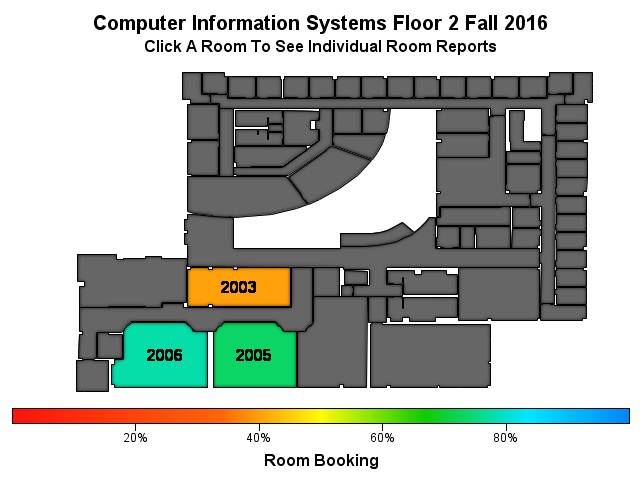 Computer Information Systems Floor 2 Fall 2016
Click A Room To See Individual Room Reports
2003
2006 2005
20% 40% 60% 80%
Room Booking